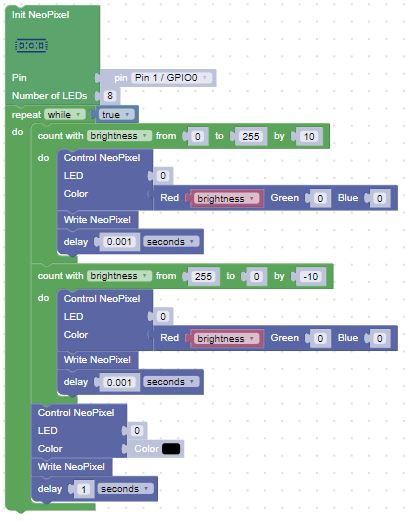 Init NeoPixel
Pin pin Pin 1 / GPIO0
Number of LEDs 8
repeat while true
do count with brightness from 0 to 255 by 10
do Control NeoPixel
LED 0
Color Red brightness Green 0 Blue 0
Write NeoPixel
delay 0.001 seconds
count with brightness from 255 to 0 by -10
do Control NeoPixel
LED 0
Color Red brightness Green 0 Blue 0
Write NeoPixel
delay 0.001 seconds
Control NeoPixel
LED 0
Color Color
Write NeoPixel
delay 1 seconds